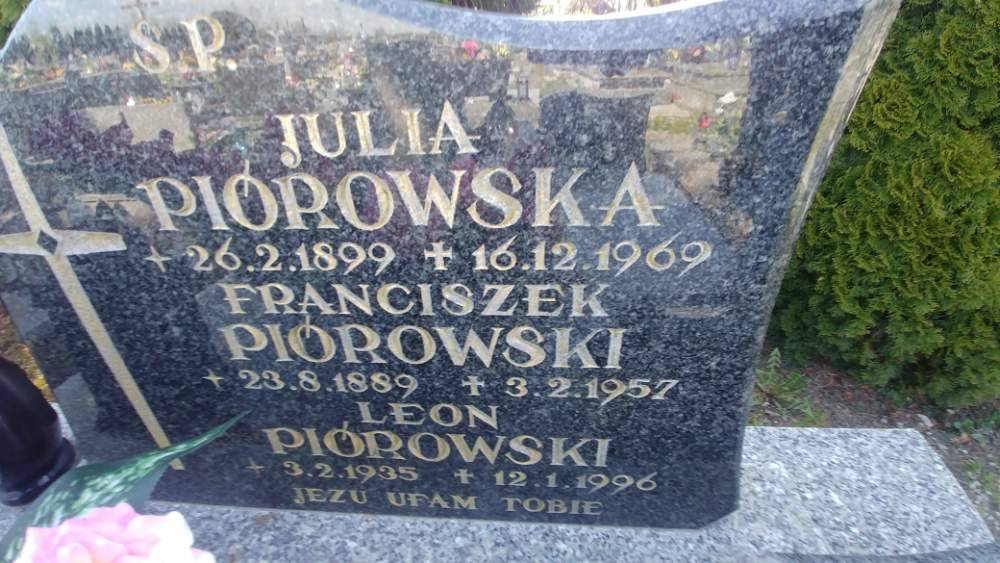 Ś.P.
JULIA
PIÓROWSKA
26.2.1899 16.12.1969
FRANCISZEK
PIÓROWSKI
23.8.1889 3.2.1957
LEON
PIÓROWSKI
3.2.1935 12.1.1996
JEZU UFAM TOBIE